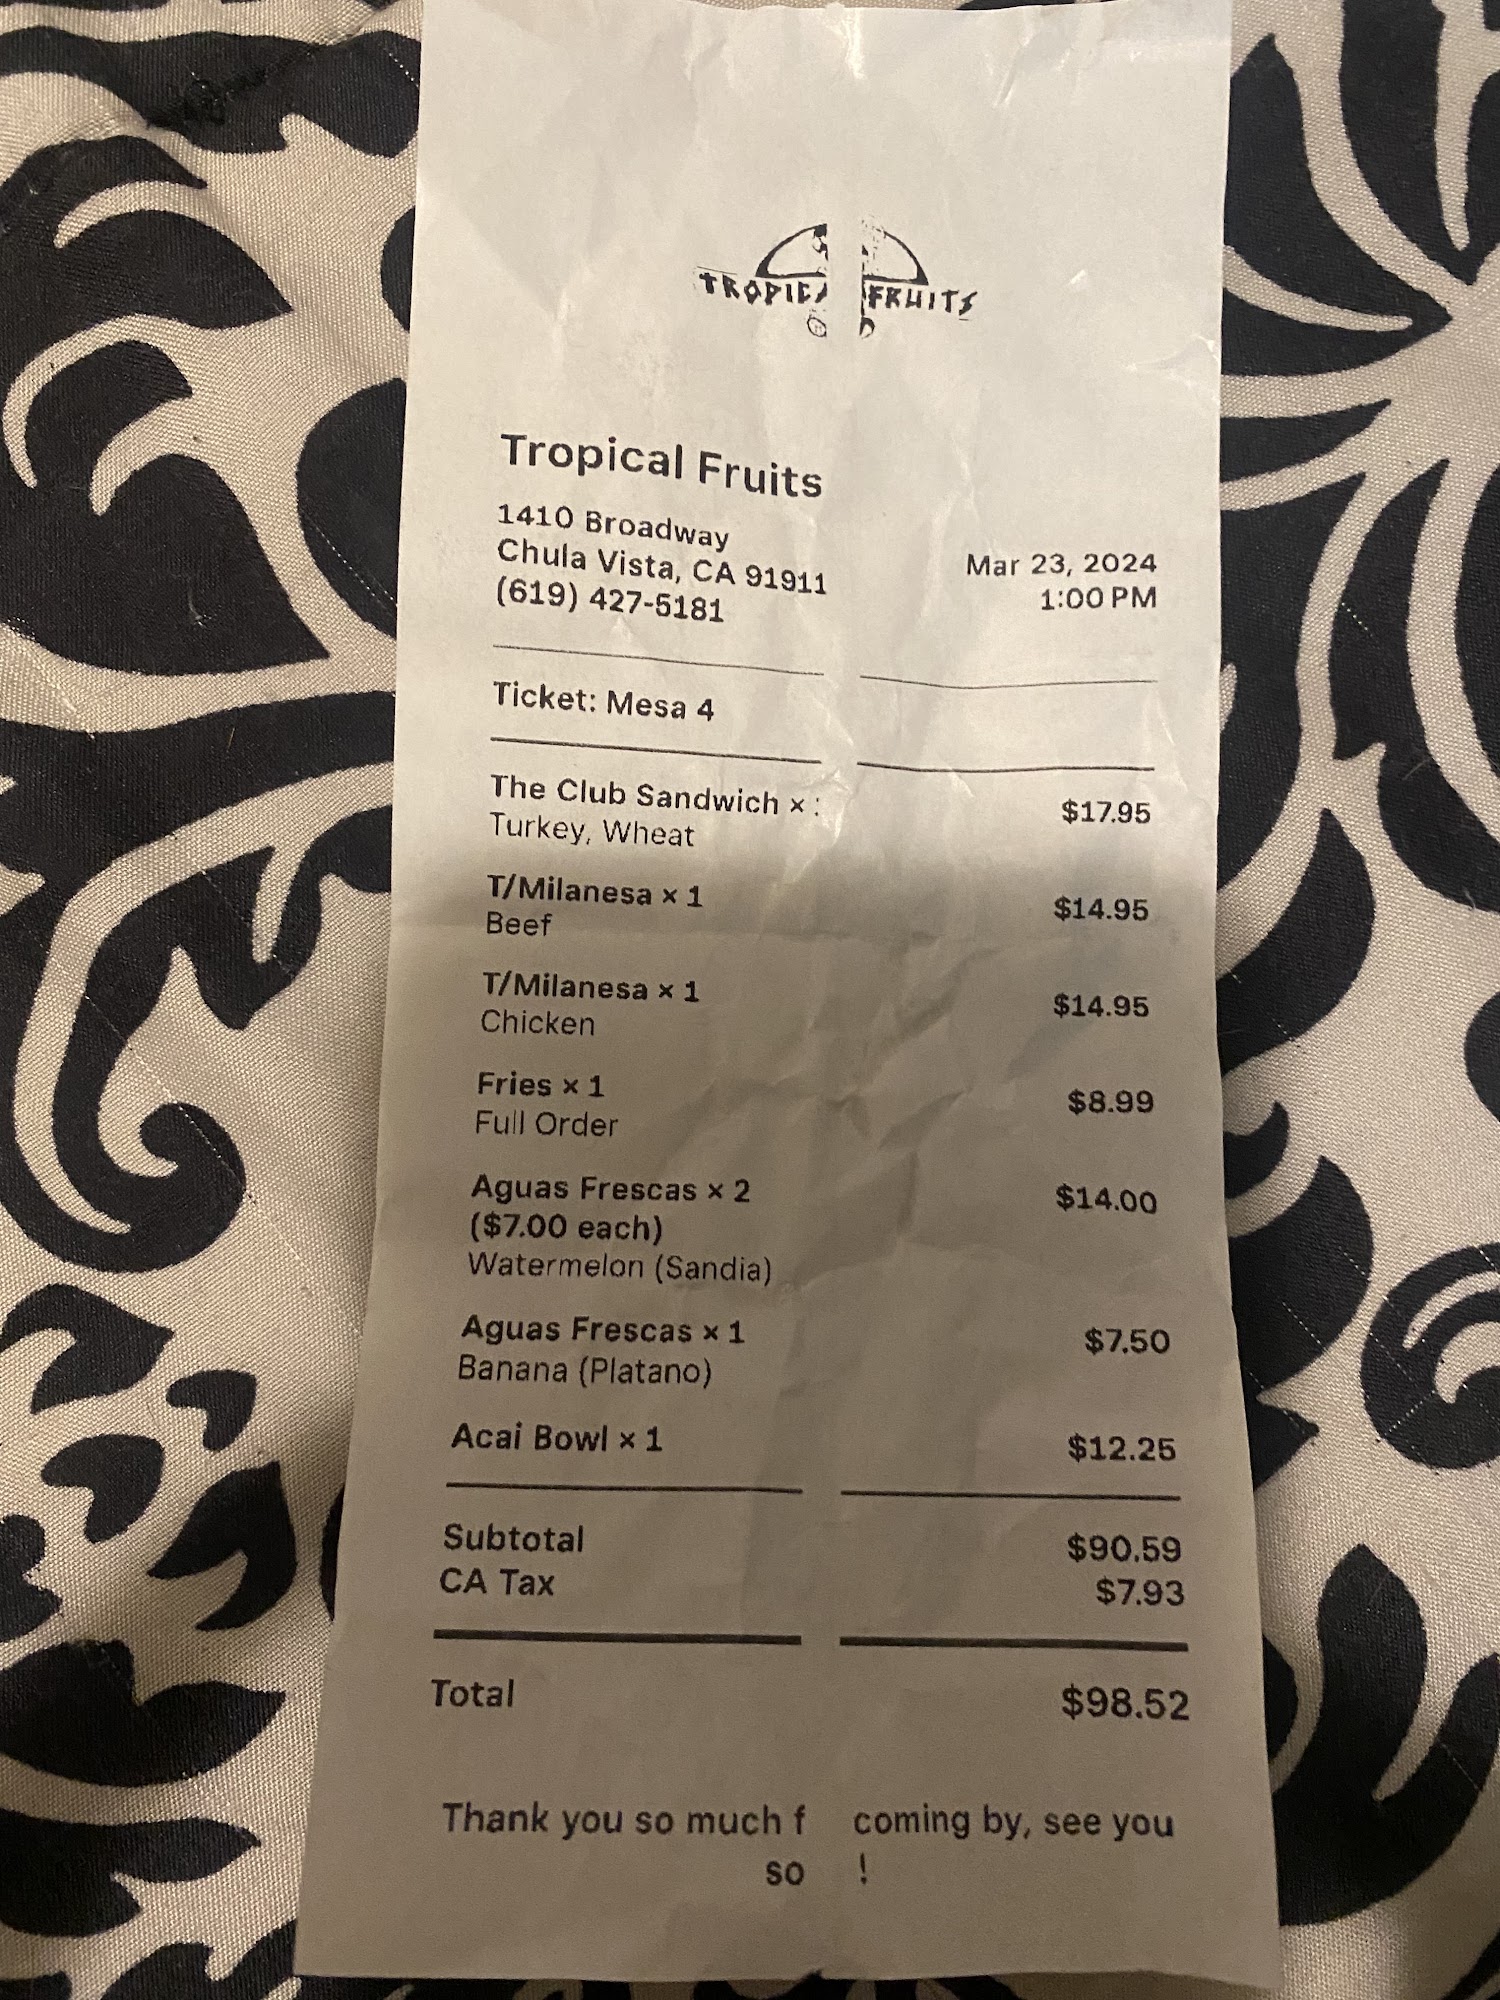 TROPICA FRUITS
Tropical Fruits
1410 Broadway
Chula Vista, CA 91911
(619) 427-5181
Mar 23, 2024
1:00 PM
Ticket: Mesa 4
The Club Sandwich × $17.95
Turkey, Wheat
T/Milanesa × 1 $14.95
Beef
T/Milanesa × 1 $14.95
Chicken
Fries × 1 $8.99
Full Order
Aguas Frescas × 2 $14.00
($7.00 each)
Watermelon (Sandia)
Aguas Frescas × 1 $7.50
Banana (Platano)
Acai Bowl × 1 $12.25
Subtotal $90.59
CA Tax $7.93
Total $98.52
Thank you so much f coming by, see you
so !